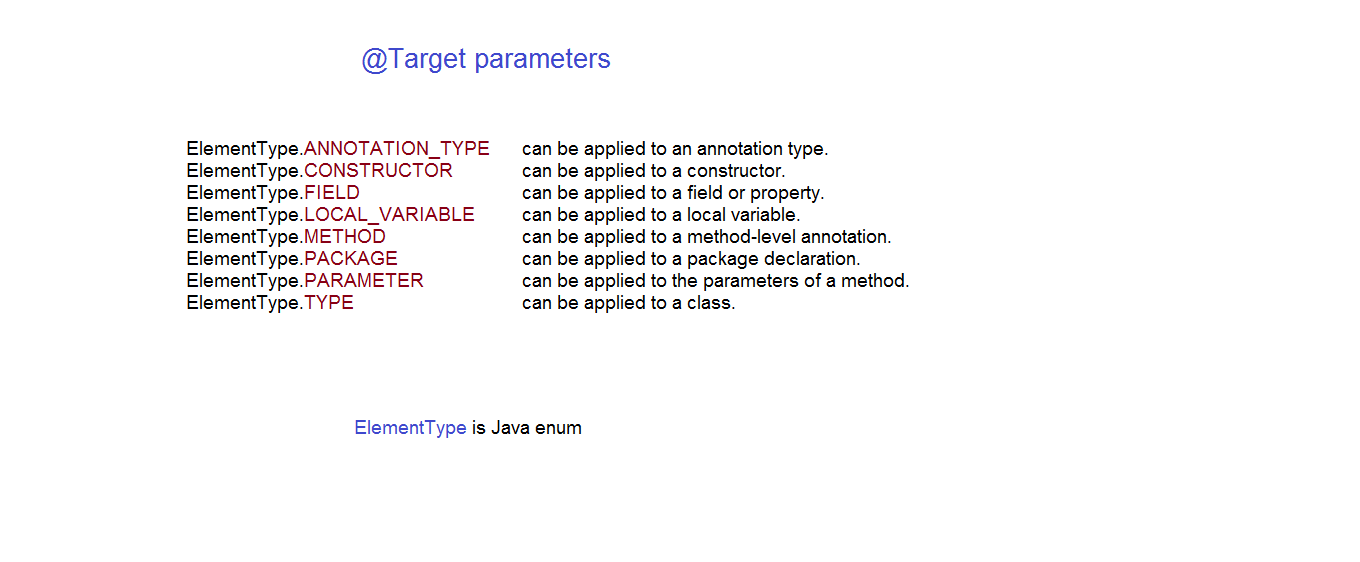 @Target parameters
ElementType.ANNOTATION_TYPE can be applied to an annotation type.
ElementType.CONSTRUCTOR can be applied to a constructor.
ElementType.FIELD can be applied to a field or property.
ElementType.LOCAL_VARIABLE can be applied to a local variable.
ElementType.METHOD can be applied to a method-level annotation.
ElementType.PACKAGE can be applied to a package declaration.
ElementType.PARAMETER can be applied to the parameters of a method.
ElementType.TYPE can be applied to a class.
ElementType is Java enum